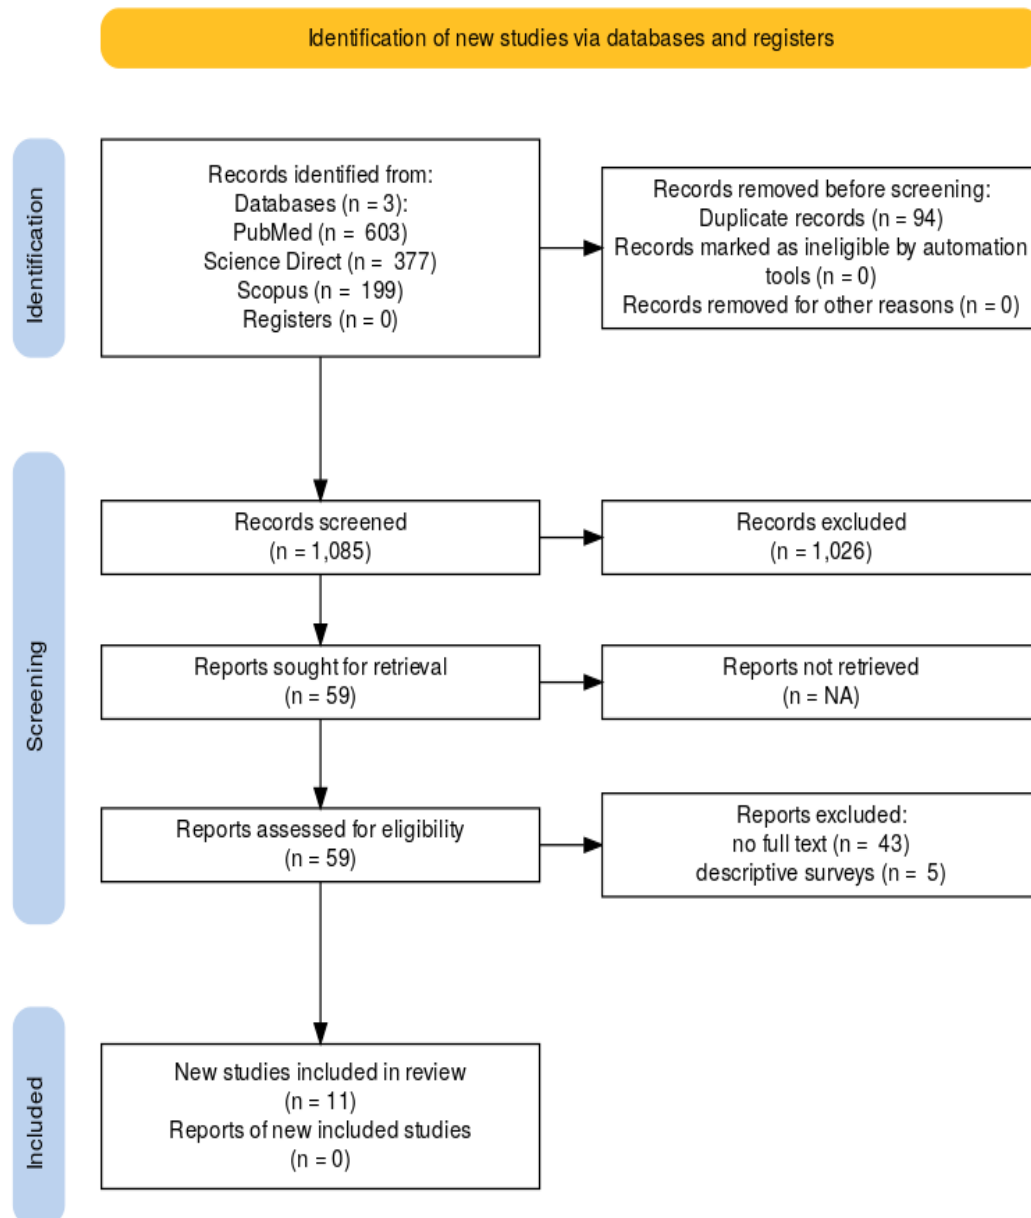 Identification of new studies via databases and registers
Identification
Records identified from:
Databases (n = 3):
PubMed (n = 603)
Science Direct (n = 377)
Scopus (n = 199)
Registers (n = 0)
Records removed before screening:
Duplicate records (n = 94)
Records marked as ineligible by automation
tools (n = 0)
Records removed for other reasons (n = 0)
Screening
Records screened
(n = 1,085)
Records excluded
(n = 1,026)
Reports sought for retrieval
(n = 59)
Reports not retrieved
(n = NA)
Reports assessed for eligibility
(n = 59)
Reports excluded:
no full text (n = 43)
descriptive surveys (n = 5)
Included
New studies included in review
(n = 11)
Reports of new included studies
(n = 0)